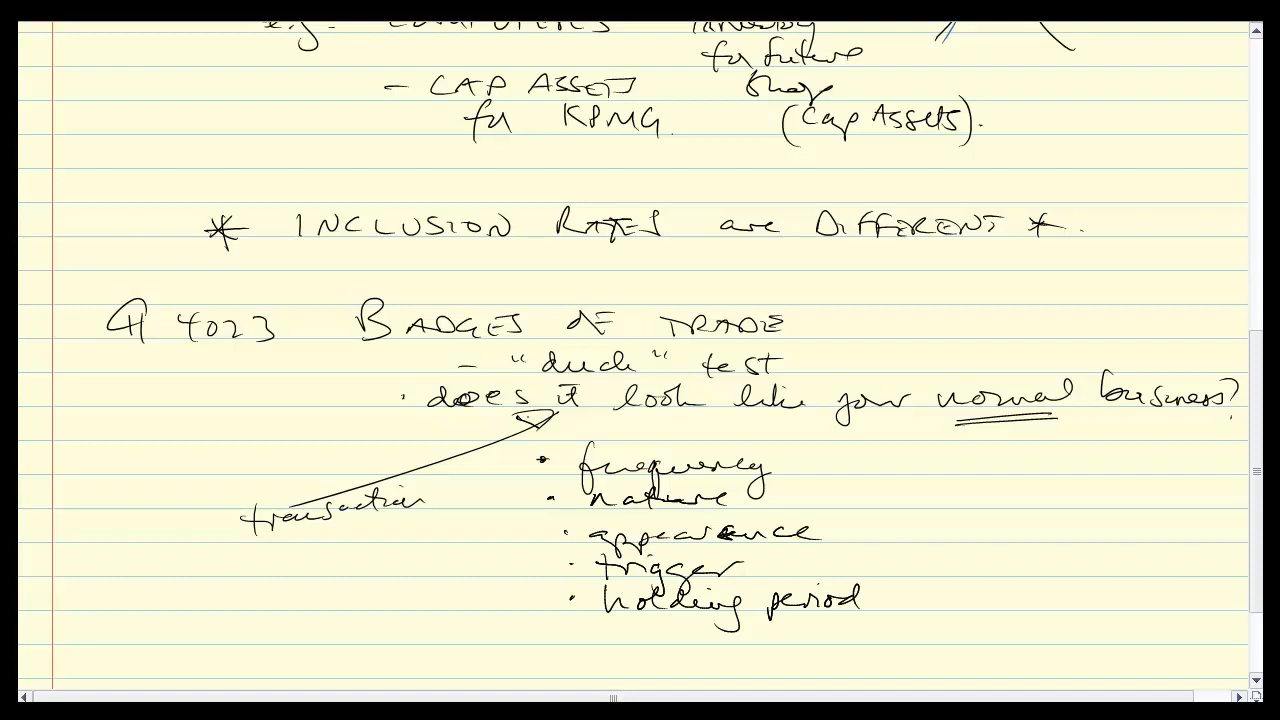 e.g. COMPUTERS
for future
- CAP ASSETS
for KPMG. (Cap Assets).
* INCLUSION RATES are DIFFERENT *.
¶ 4023 BADGES OF TRADE
- "duck" test
· does it look like your normal business?
· frequency
· nature
transaction
· appearance
· trigger
· holding period